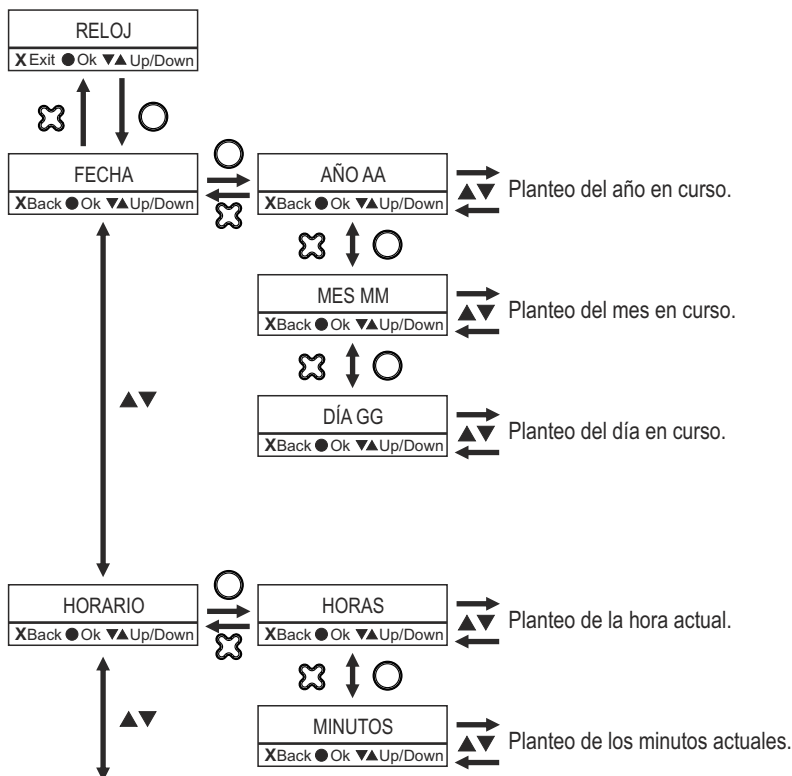 RELOJ
X Exit ● Ok ▼▲ Up/Down
FECHA
XBack ● Ok ▼▲Up/Down
AÑO AA
XBack ● Ok ▼▲Up/Down
Planteo del año en curso.
MES MM
XBack ● Ok ▼▲Up/Down
Planteo del mes en curso.
DÍA GG
XBack ● Ok ▼▲Up/Down
Planteo del día en curso.
HORARIO
XBack ● Ok ▼▲Up/Down
HORAS
XBack ● Ok ▼▲Up/Down
Planteo de la hora actual.
MINUTOS
XBack ● Ok ▼▲Up/Down
Planteo de los minutos actuales.